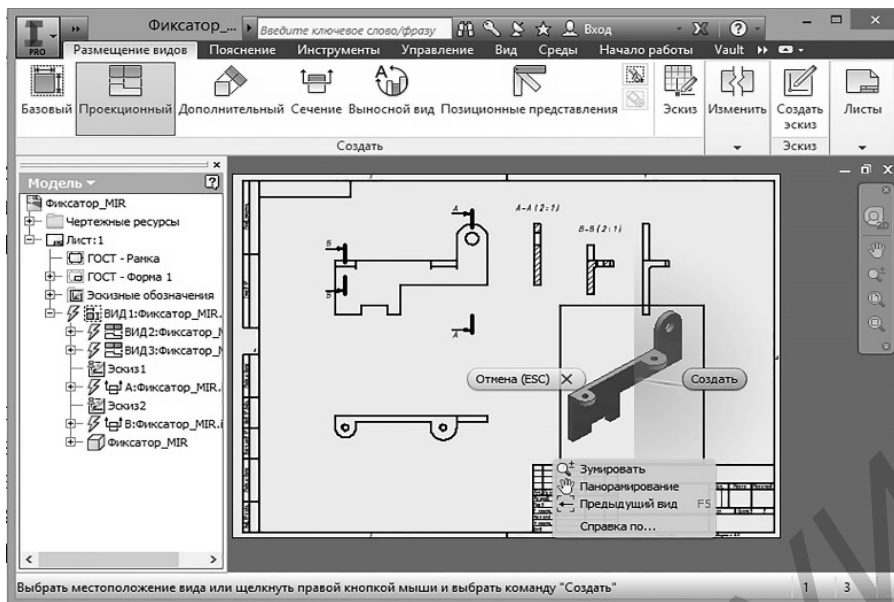 Фиксатор_... Введите ключевое слово/фразу Вход
PRO Размещение видов Пояснение Инструменты Управление Вид Среды Начало работы Vault
Базовый Проекционный Дополнительный Сечение Выносной вид Позиционные представления Эскиз Изменить Создать эскиз Листы
Создать Эскиз
Модель
Фиксатор_MIR
Чертежные ресурсы
Лист:1
ГОСТ - Рамка
ГОСТ - Форма 1
Эскизные обозначения
ВИД1:Фиксатор_MIR.
ВИД2:Фиксатор_M
ВИД3:Фиксатор_M
Эскиз1
A:Фиксатор_MIR.
Эскиз2
B:Фиксатор_MIR.i
Фиксатор_MIR
A
A-A (2:1)
B-B (2:1)
B
Б
A
2D
Отмена (ESC)
Создать
Зумировать
Панорамирование
Предыдущий вид F5
Справка по...
Выбрать местоположение вида или щелкнуть правой кнопкой мыши и выбрать команду "Создать" 1 3